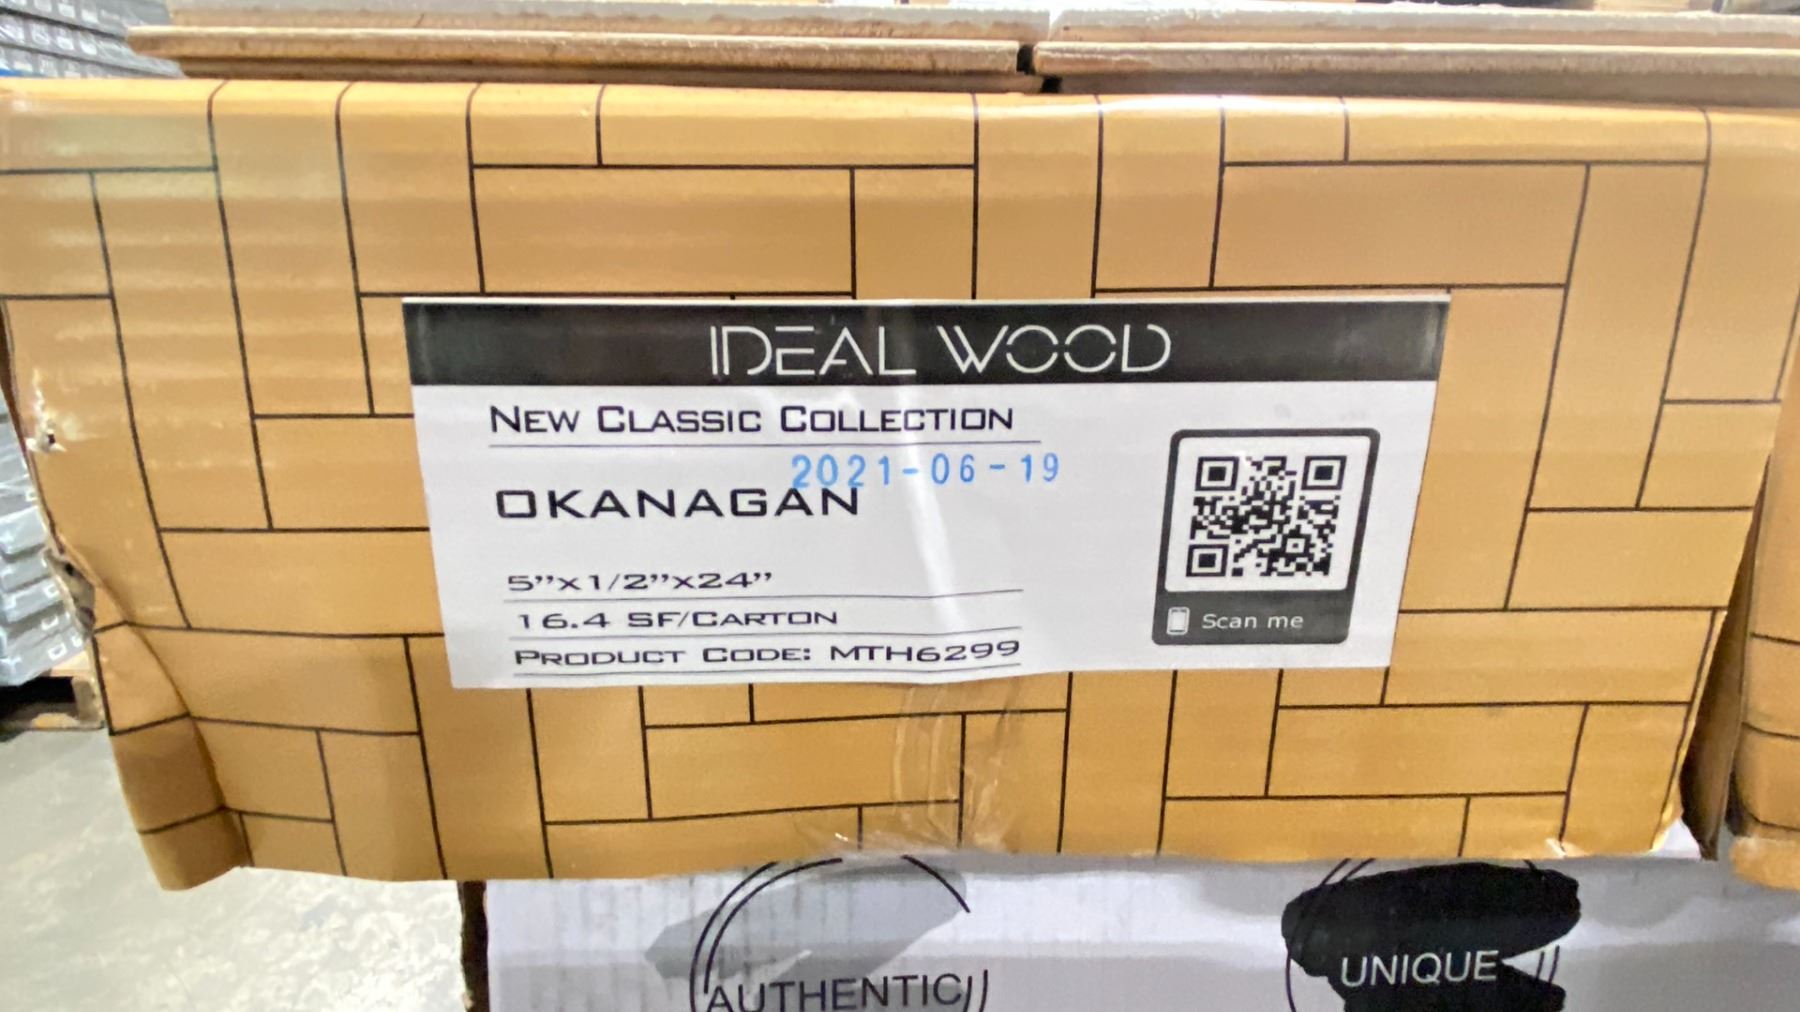 IDEAL WOOD
NEW CLASSIC COLLECTION
2021-06-19
OKANAGAN
5”x1/2”x24”
16.4 SF/CARTON
PRODUCT CODE: MTH6299
Scan me
AUTHENTIC
UNIQUE